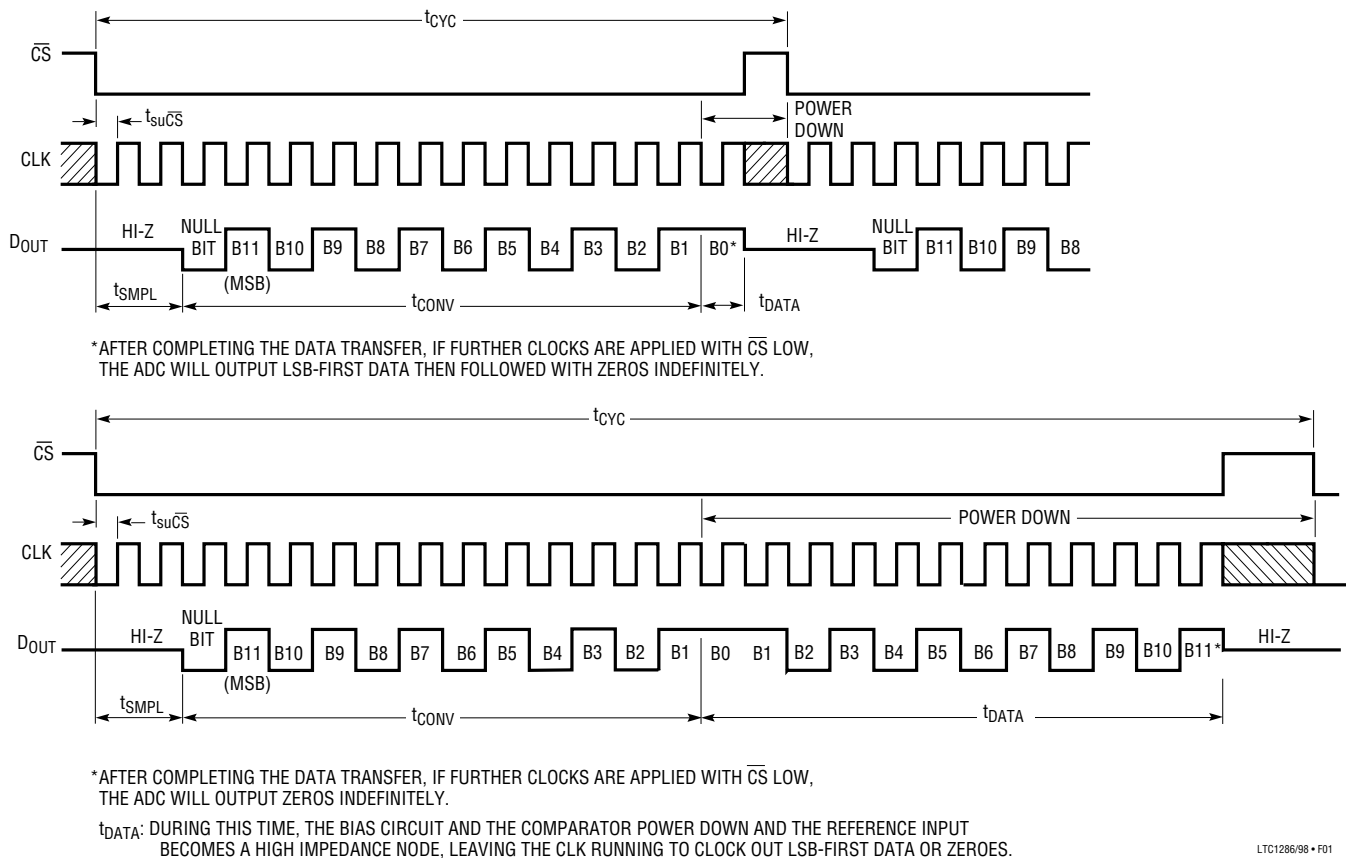 tCYC
CS
POWER
DOWN
tsuCS
CLK
DOUT HI-Z NULL BIT B11 B10 B9 B8 B7 B6 B5 B4 B3 B2 B1 B0* HI-Z NULL BIT B11 B10 B9 B8
(MSB)
tSMPL tCONV tDATA
*AFTER COMPLETING THE DATA TRANSFER, IF FURTHER CLOCKS ARE APPLIED WITH CS LOW,
THE ADC WILL OUTPUT LSB-FIRST DATA THEN FOLLOWED WITH ZEROS INDEFINITELY.
tCYC
CS
tsuCS POWER DOWN
CLK
DOUT HI-Z NULL BIT B11 B10 B9 B8 B7 B6 B5 B4 B3 B2 B1 B0 B1 B2 B3 B4 B5 B6 B7 B8 B9 B10 B11* HI-Z
(MSB)
tSMPL tCONV tDATA
*AFTER COMPLETING THE DATA TRANSFER, IF FURTHER CLOCKS ARE APPLIED WITH CS LOW,
THE ADC WILL OUTPUT ZEROS INDEFINITELY.
tDATA: DURING THIS TIME, THE BIAS CIRCUIT AND THE COMPARATOR POWER DOWN AND THE REFERENCE INPUT
BECOMES A HIGH IMPEDANCE NODE, LEAVING THE CLK RUNNING TO CLOCK OUT LSB-FIRST DATA OR ZEROES.
LTC1286/98 • F01